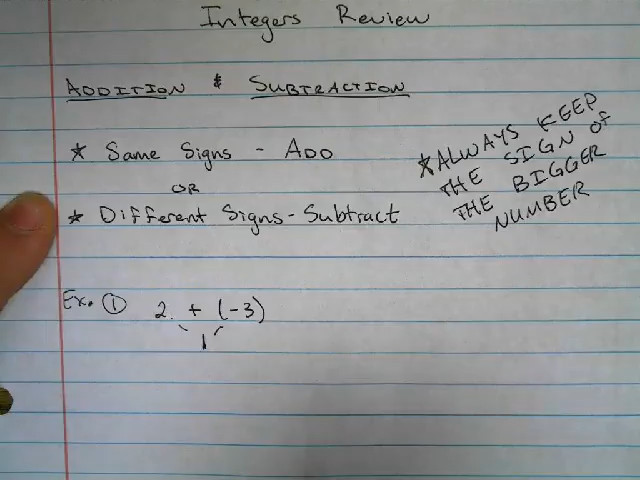 Integers Review
ADDITION & SUBTRACTION
* Same Signs - ADD
OR
* Different Signs - Subtract
*ALWAYS KEEP
THE SIGN OF
THE BIGGER
NUMBER
Ex. ① 2 + (-3)
1